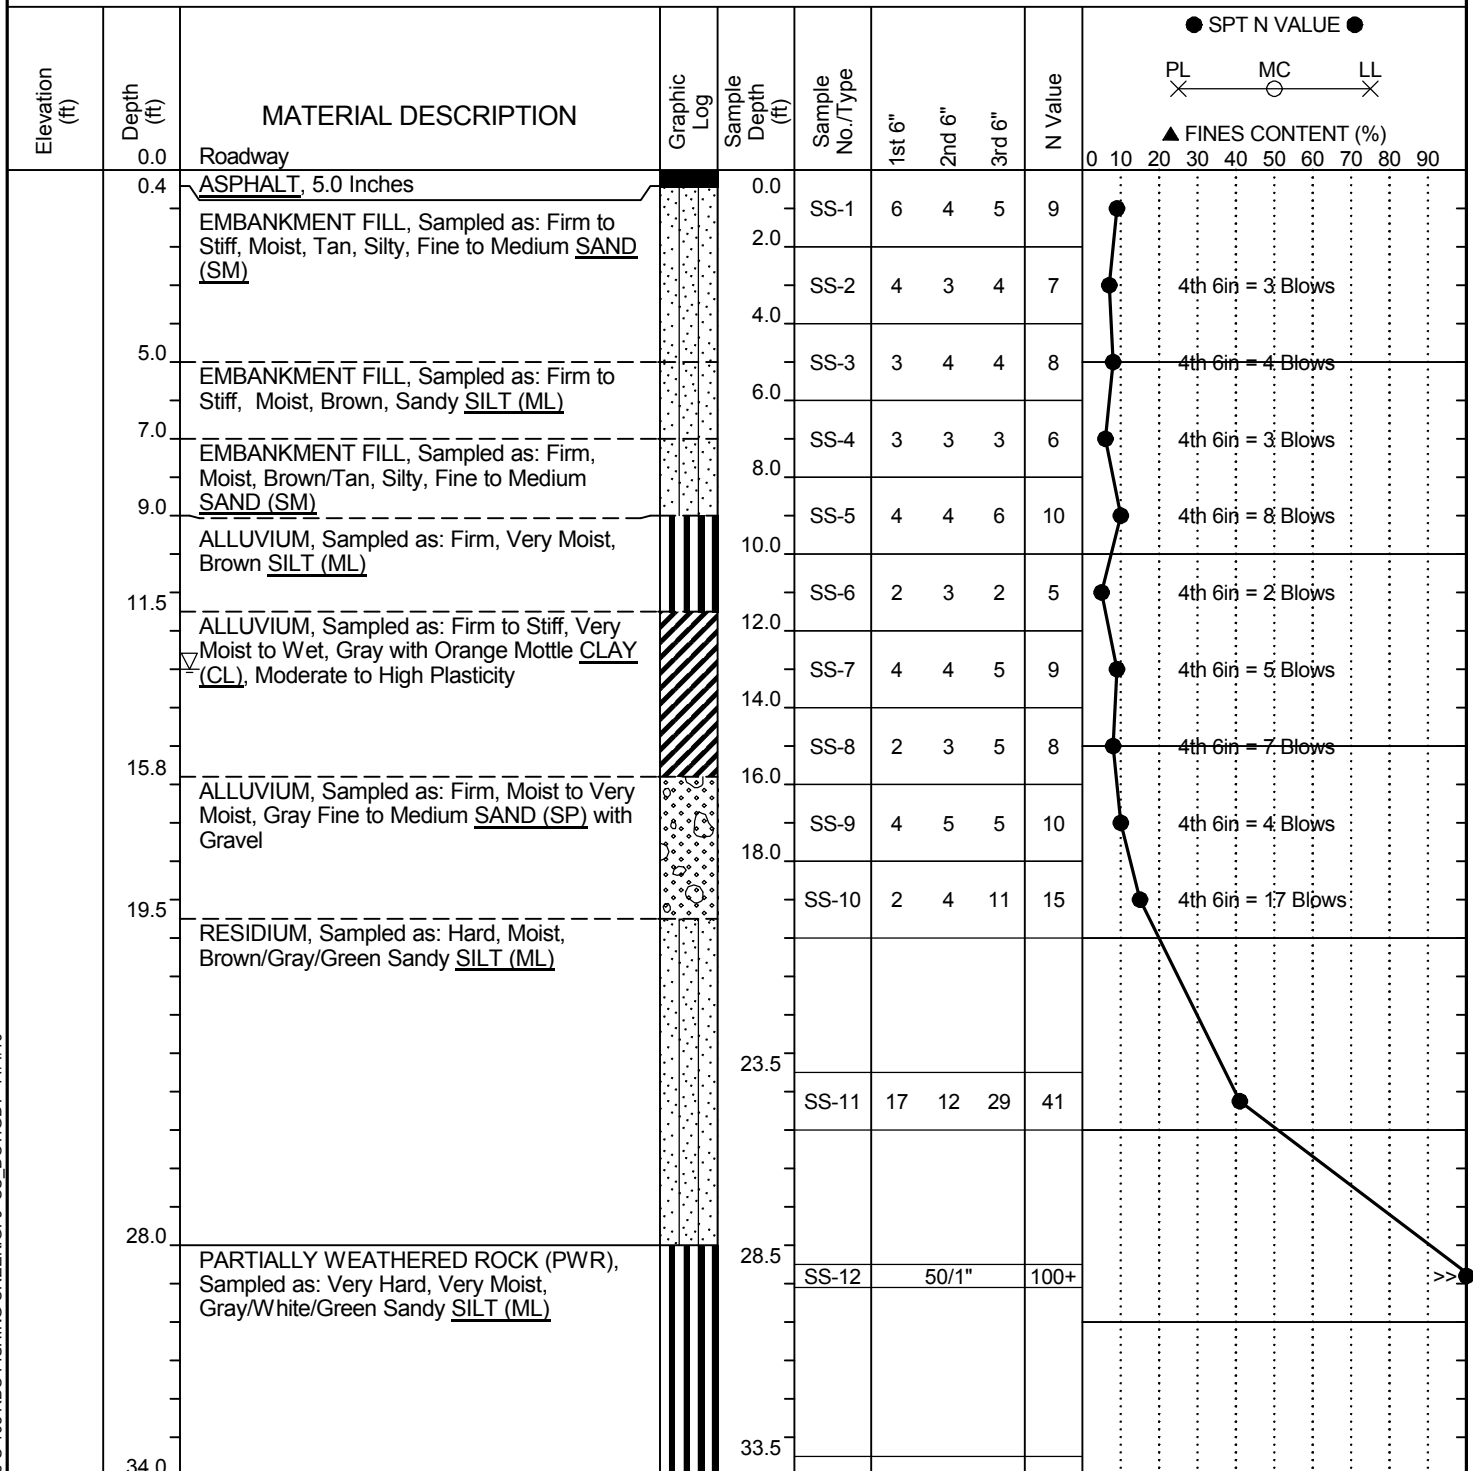 ● SPT N VALUE ●
PL MC LL
▲ FINES CONTENT (%)
0 10 20 30 40 50 60 70 80 90
Elevation
(ft)
Depth
(ft)
MATERIAL DESCRIPTION
Graphic
Log
Sample
Depth
(ft)
Sample
No./Type
1st 6"
2nd 6"
3rd 6"
N Value
0.0 Roadway
0.4 ASPHALT, 5.0 Inches
EMBANKMENT FILL, Sampled as: Firm to
Stiff, Moist, Tan, Silty, Fine to Medium SAND
(SM)
5.0
EMBANKMENT FILL, Sampled as: Firm to
Stiff, Moist, Brown, Sandy SILT (ML)
7.0
EMBANKMENT FILL, Sampled as: Firm,
Moist, Brown/Tan, Silty, Fine to Medium
SAND (SM)
9.0
ALLUVIUM, Sampled as: Firm, Very Moist,
Brown SILT (ML)
11.5
ALLUVIUM, Sampled as: Firm to Stiff, Very
Moist to Wet, Gray with Orange Mottle CLAY
(CL), Moderate to High Plasticity
15.8
ALLUVIUM, Sampled as: Firm, Moist to Very
Moist, Gray Fine to Medium SAND (SP) with
Gravel
19.5
RESIDIUM, Sampled as: Hard, Moist,
Brown/Gray/Green Sandy SILT (ML)
28.0
PARTIALLY WEATHERED ROCK (PWR),
Sampled as: Very Hard, Very Moist,
Gray/White/Green Sandy SILT (ML)
34.0
0.0
SS-1 6 4 5 9
2.0
SS-2 4 3 4 7 4th 6in = 3 Blows
4.0
SS-3 3 4 4 8 4th 6in = 4 Blows
6.0
SS-4 3 3 3 6 4th 6in = 3 Blows
8.0
SS-5 4 4 6 10 4th 6in = 8 Blows
10.0
SS-6 2 3 2 5 4th 6in = 2 Blows
12.0
SS-7 4 4 5 9 4th 6in = 5 Blows
14.0
SS-8 2 3 5 8 4th 6in = 7 Blows
16.0
SS-9 4 5 5 10 4th 6in = 4 Blows
18.0
SS-10 2 4 11 15 4th 6in = 17 Blows
23.5
SS-11 17 12 29 41
28.5
SS-12 50/1" 100+ >>
33.5